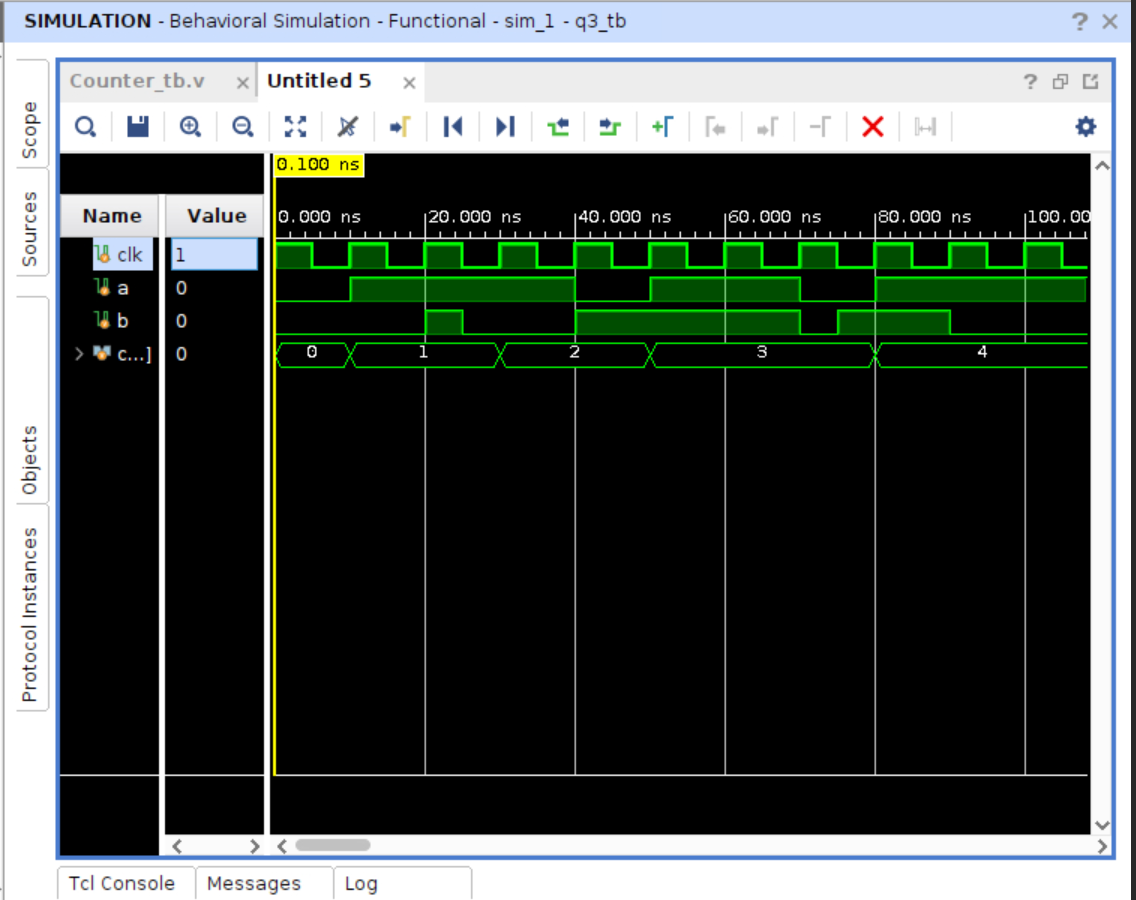 SIMULATION - Behavioral Simulation - Functional - sim_1 - q3_tb
?
Counter_tb.v
Untitled 5
?
Scope
Sources
Objects
Protocol Instances
0.100 ns
Name
Value
0.000 ns
20.000 ns
40.000 ns
60.000 ns
80.000 ns
100.00
clk
1
a
0
b
0
c...]
0
0
1
2
3
4
Tcl Console
Messages
Log